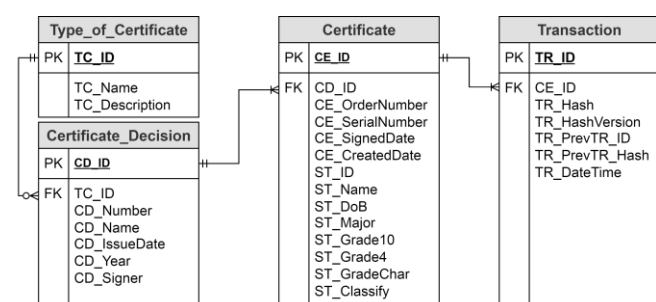 Type_of_Certificate
PK TC_ID
TC_Name
TC_Description
Certificate_Decision
PK CD_ID
FK TC_ID
CD_Number
CD_Name
CD_IssueDate
CD_Year
CD_Signer
Certificate
PK CE_ID
FK CD_ID
CE_OrderNumber
CE_SerialNumber
CE_SignedDate
CE_CreatedDate
ST_ID
ST_Name
ST_DoB
ST_Major
ST_Grade10
ST_Grade4
ST_GradeChar
ST_Classify
Transaction
PK TR_ID
FK CE_ID
TR_Hash
TR_HashVersion
TR_PrevTR_ID
TR_PrevTR_Hash
TR_DateTime